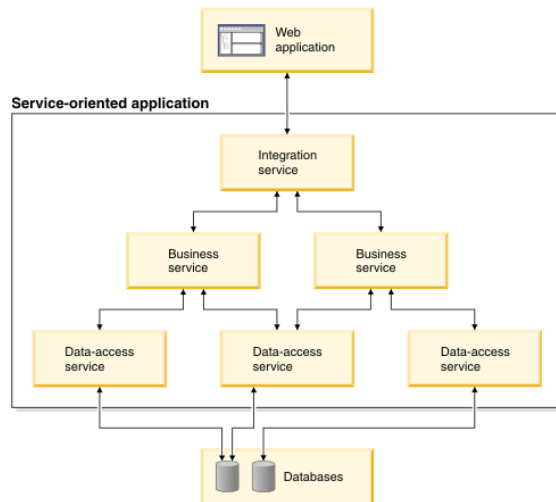 Web
application
Service-oriented application
Integration
service
Business
service
Business
service
Data-access
service
Data-access
service
Data-access
service
Databases